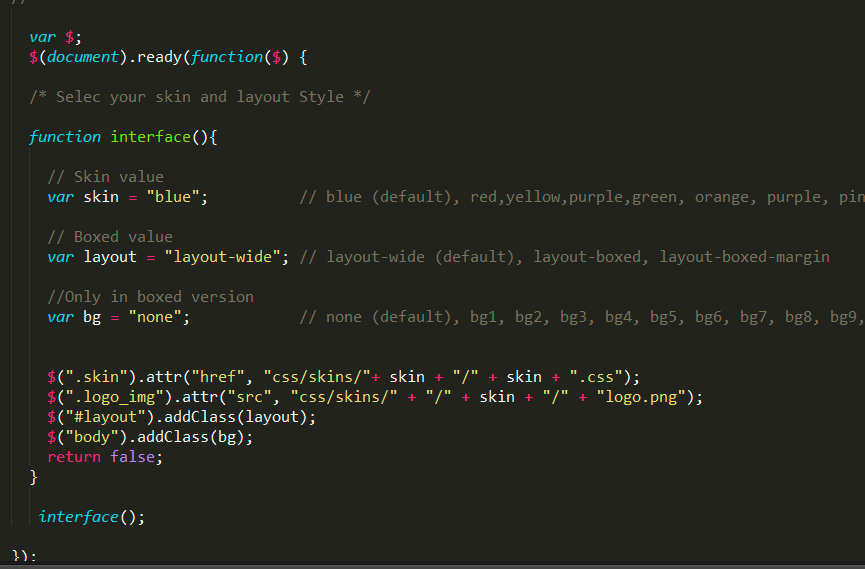 //
var $;
$(document).ready(function($) {
/* Selec your skin and layout Style */
function interface(){
// Skin value
var skin = "blue"; // blue (default), red,yellow,purple,green, orange, purple, pin
// Boxed value
var layout = "layout-wide"; // layout-wide (default), layout-boxed, layout-boxed-margin
//Only in boxed version
var bg = "none"; // none (default), bg1, bg2, bg3, bg4, bg5, bg6, bg7, bg8, bg9,
$(".skin").attr("href", "css/skins/"+ skin + "/" + skin + ".css");
$(".logo_img").attr("src", "css/skins/" + "/" + skin + "/" + "logo.png");
$("#layout").addClass(layout);
$("body").addClass(bg);
return false;
}
interface();
});